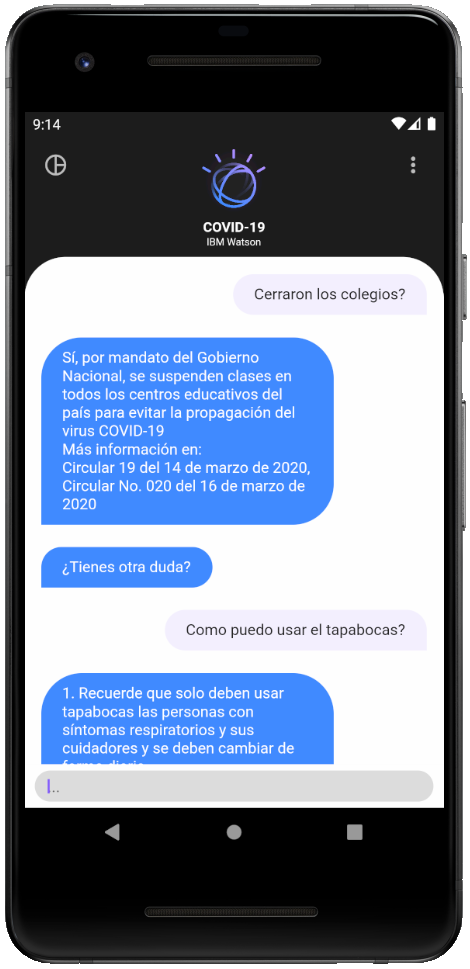 9:14
COVID-19
IBM Watson
Cerraron los colegios?
Sí, por mandato del Gobierno
Nacional, se suspenden clases en
todos los centros educativos del
país para evitar la propagación del
virus COVID-19
Más información en:
Circular 19 del 14 de marzo de 2020,
Circular No. 020 del 16 de marzo de
2020
¿Tienes otra duda?
Como puedo usar el tapabocas?
1. Recuerde que solo deben usar
tapabocas las personas con
síntomas respiratorios y sus
cuidadores y se deben cambiar de
forma diaria
...